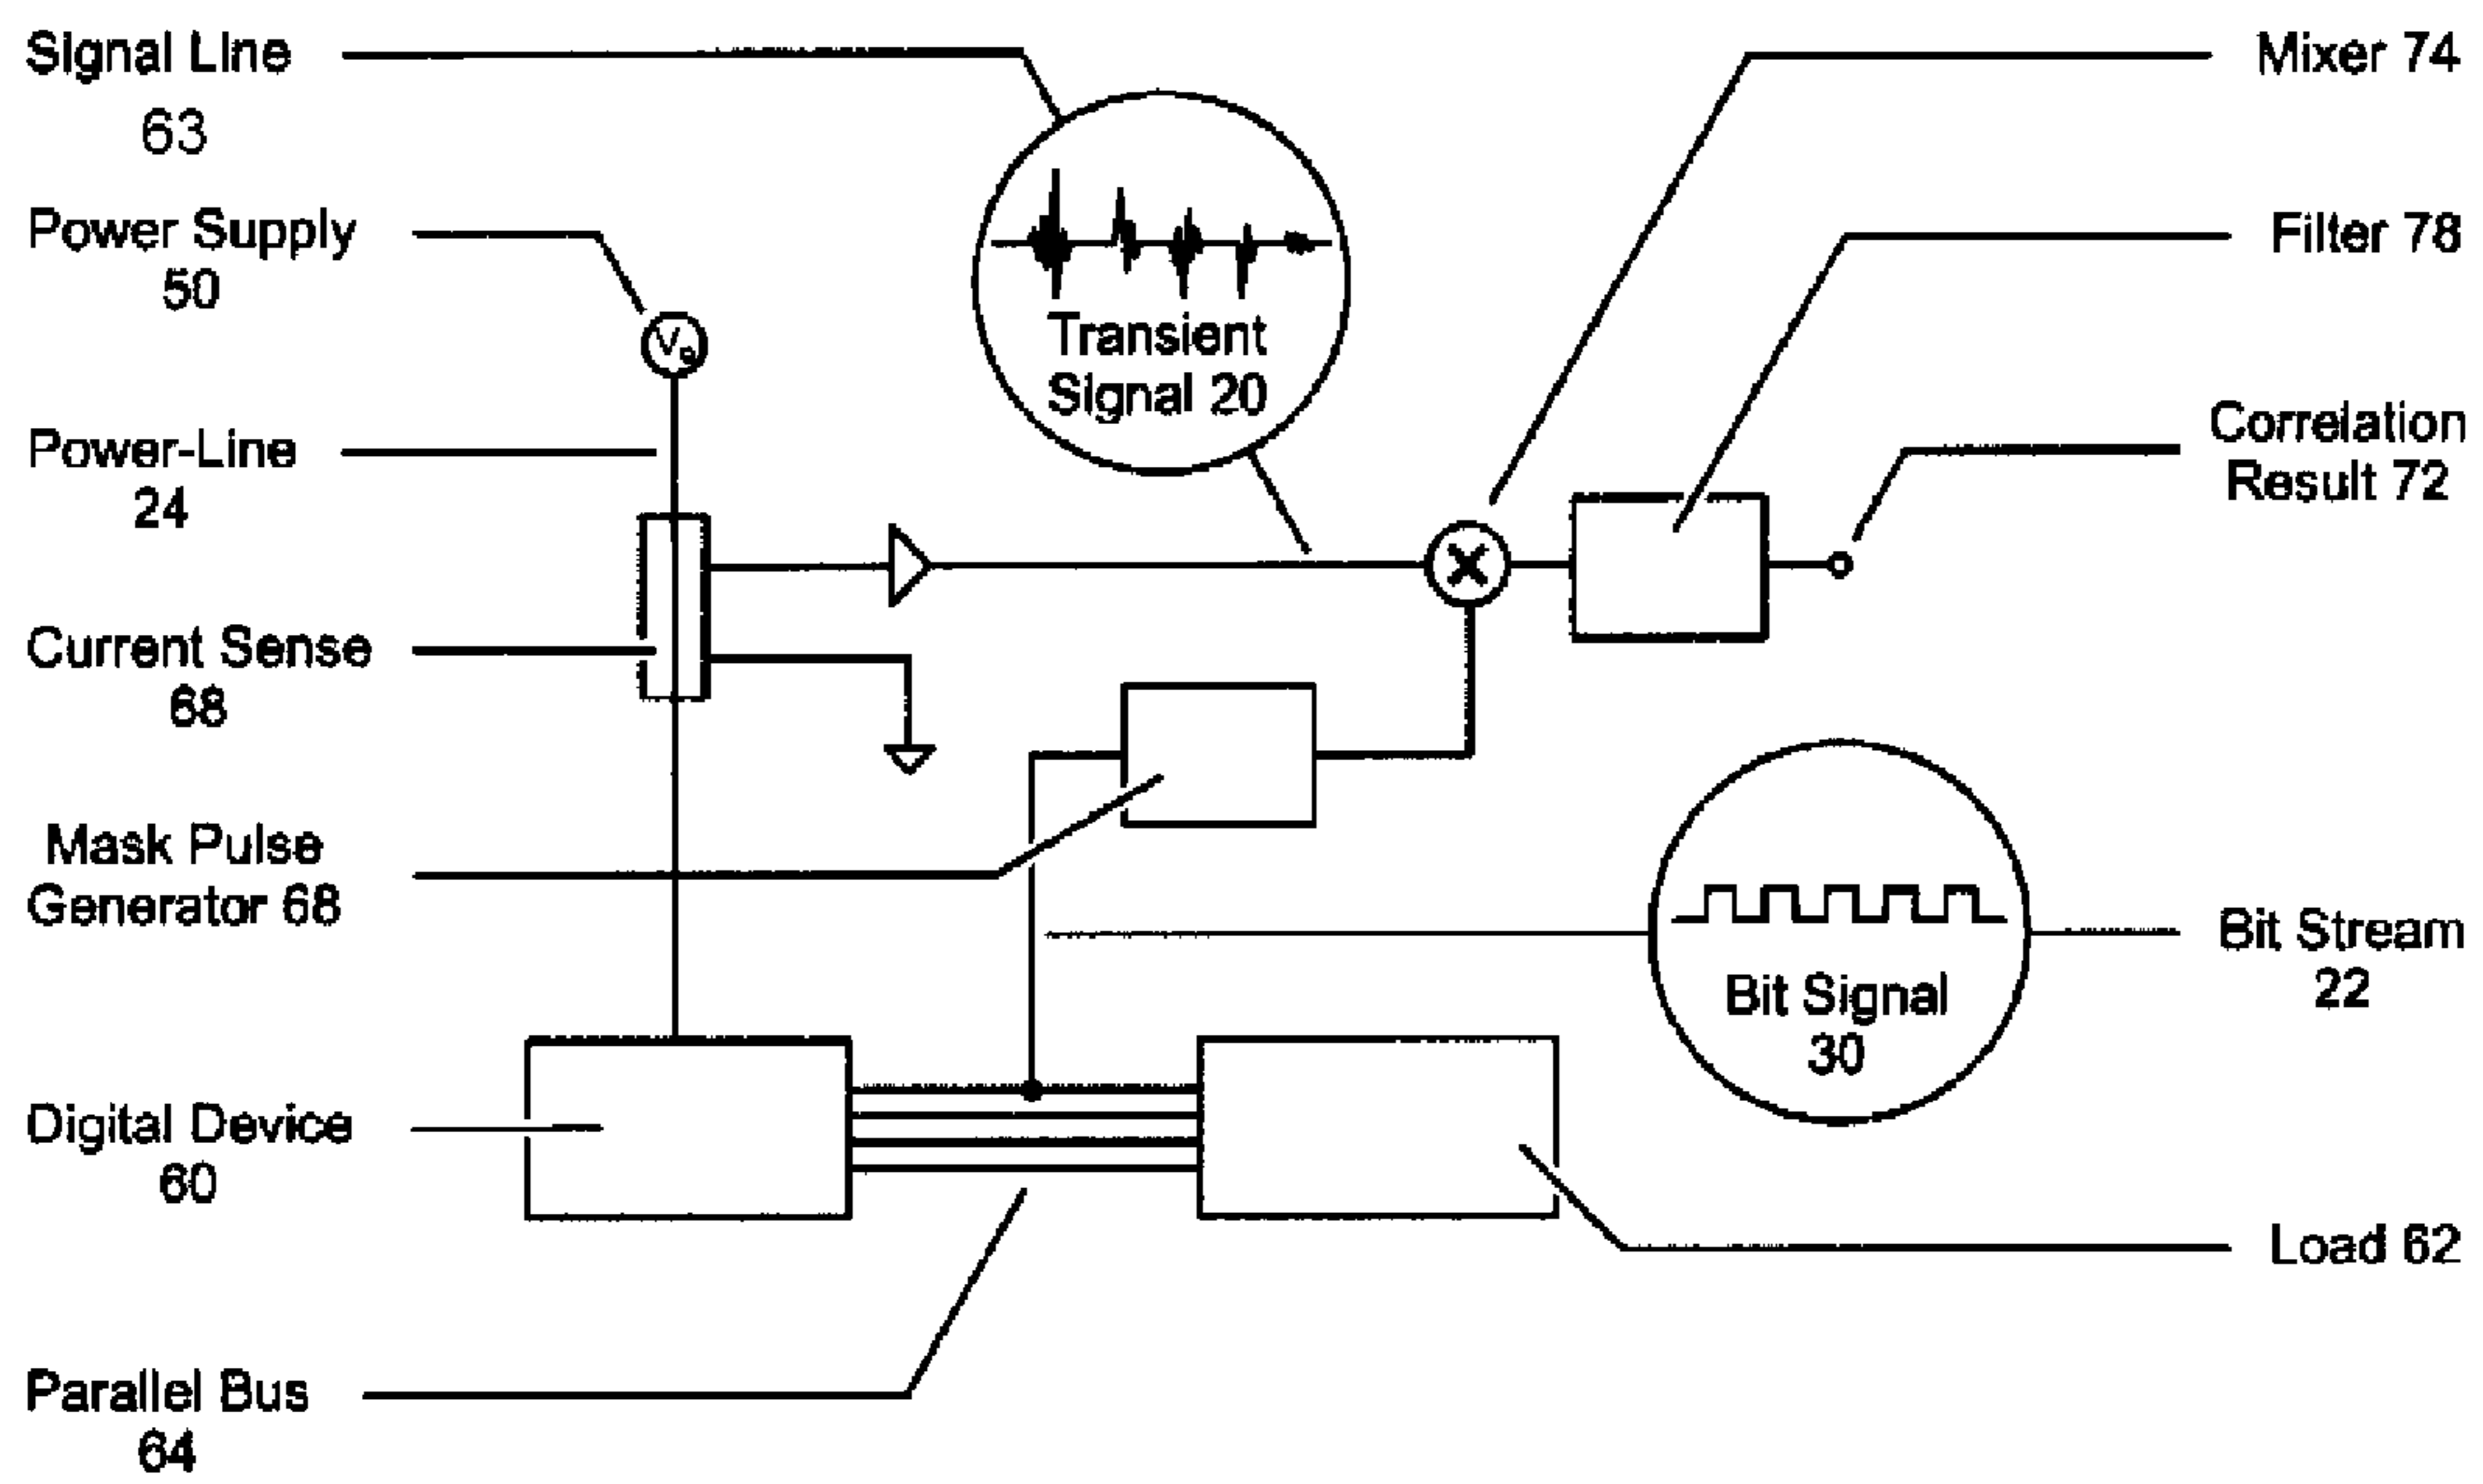 Signal Line
63
Power Supply
50
Power-Line
24
Current Sense
68
Mask Pulse
Generator 68
Digital Device
60
Parallel Bus
64
Transient
Signal 20
Mixer 74
Filter 78
Correlation
Result 72
Bit Signal
30
Bit Stream
22
Load 62